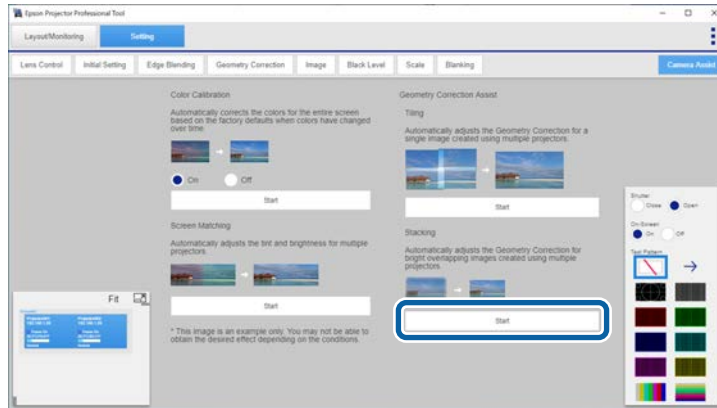 Epson Projector Professional Tool
Layout/Monitoring
Setting
Lens Control
Initial Setting
Edge Blending
Geometry Correction
Image
Black Level
Scale
Blanking
Camera Assist
Color Calibration
Automatically corrects the colors for the entire screen
based on the factory defaults when colors have changed
over time.
On
Off
Start
Screen Matching
Automatically adjusts the tint and brightness for multiple
projectors.
Start
* This image is an example only. You may not be able to
obtain the desired effect depending on the conditions.
Geometry Correction Assist
Tiling
Automatically adjusts the Geometry Correction for a
single image created using multiple projectors.
Start
Stacking
Automatically adjusts the Geometry Correction for
bright overlapping images created using multiple
projectors.
Start
Fit
Shutter
Close
Open
On-Screen
On
Off
Test Pattern